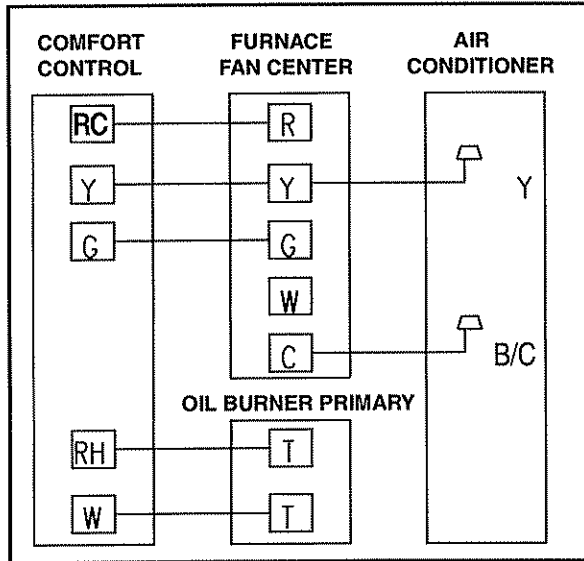 COMFORT
CONTROL
FURNACE
FAN CENTER
AIR
CONDITIONER
RC
R
Y
Y
Y
G
G
W
C
B/C
OIL BURNER PRIMARY
RH
T
W
T